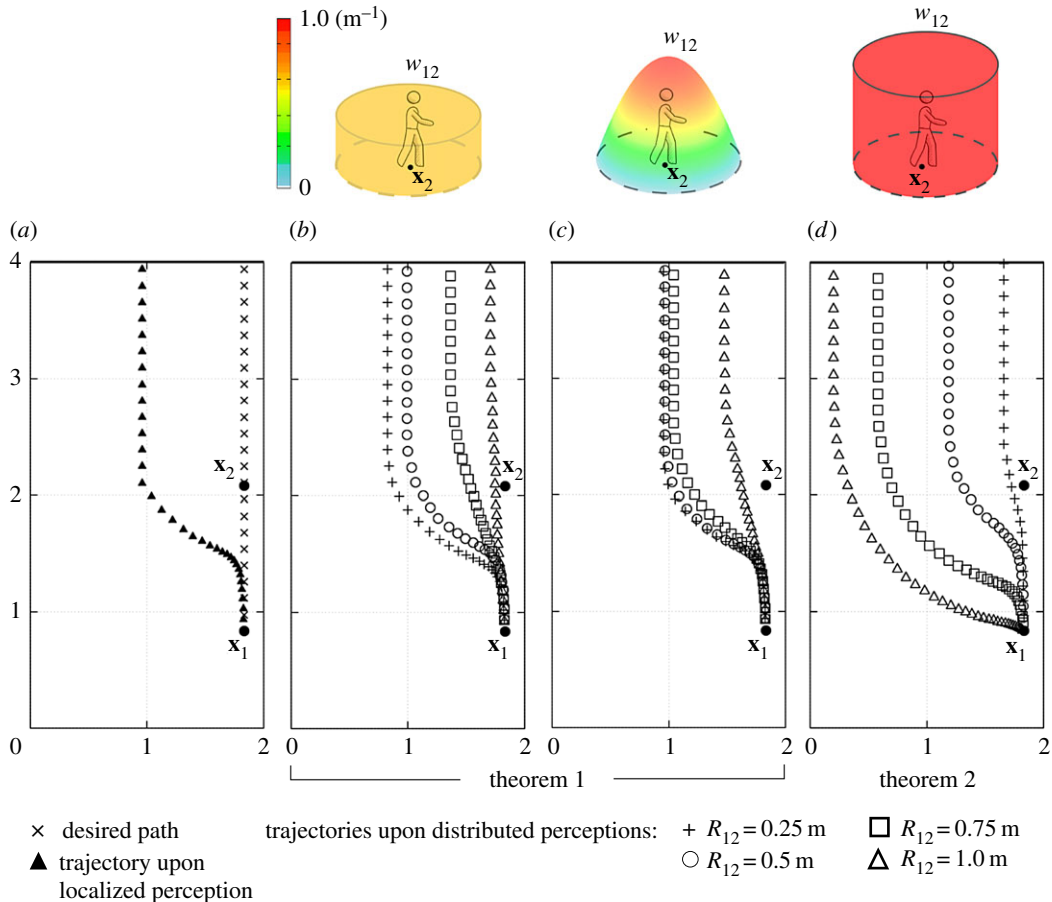 1.0 (m⁻¹)
0
w₁₂
x₂
w₁₂
x₂
w₁₂
x₂
(a)
(b)
(c)
(d)
4
3
2
1
0
x₂
x₁
x₂
x₁
x₂
x₁
x₂
x₁
0 1 2
0 1 2
0 1 2
0 1 2
theorem 1
theorem 2
× desired path
▲ trajectory upon
localized perception
trajectories upon distributed perceptions:
+ R₁₂ = 0.25 m
○ R₁₂ = 0.5 m
□ R₁₂ = 0.75 m
△ R₁₂ = 1.0 m